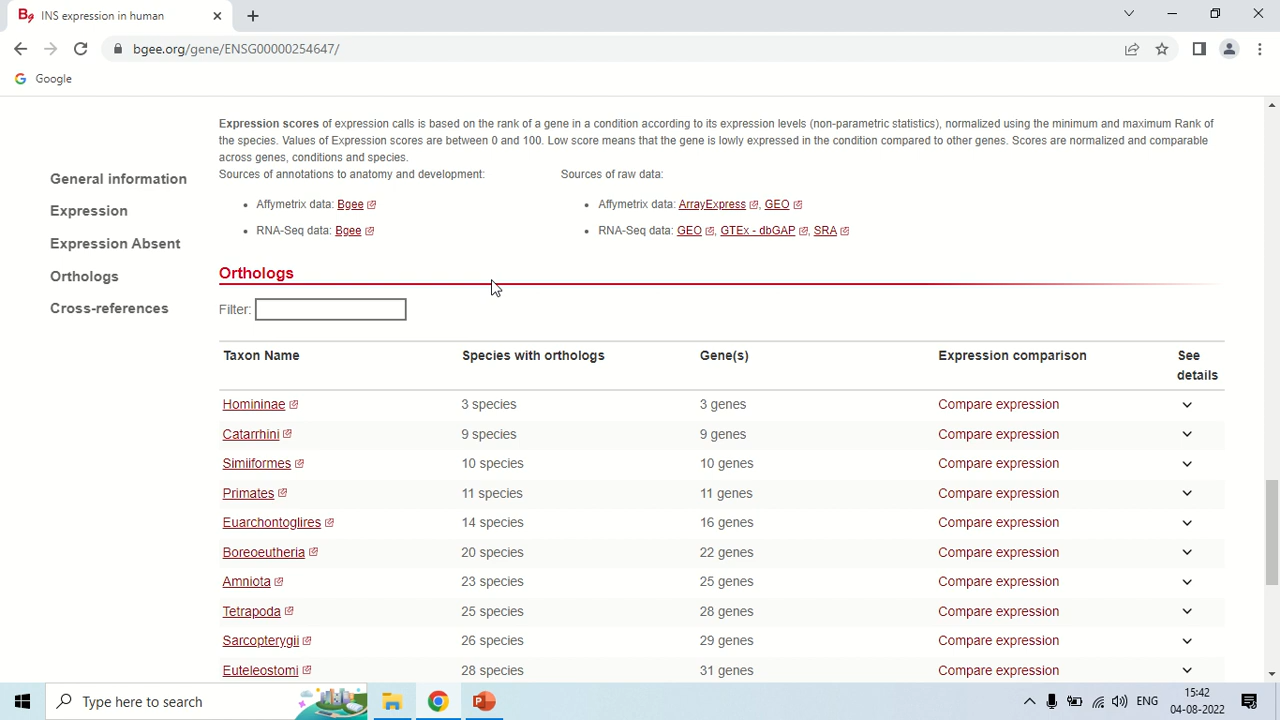 INS expression in human
bgee.org/gene/ENSG00000254647/
Google
General information
Expression
Expression Absent
Orthologs
Cross-references
Expression scores of expression calls is based on the rank of a gene in a condition according to its expression levels (non-parametric statistics), normalized using the minimum and maximum Rank of
the species. Values of Expression scores are between 0 and 100. Low score means that the gene is lowly expressed in the condition compared to other genes. Scores are normalized and comparable
across genes, conditions and species.
Sources of annotations to anatomy and development: Sources of raw data:
• Affymetrix data: Bgee • Affymetrix data: ArrayExpress, GEO
• RNA-Seq data: Bgee • RNA-Seq data: GEO, GTEx - dbGAP, SRA
Orthologs
Filter:
Taxon Name Species with orthologs Gene(s) Expression comparison See details
Homininae 3 species 3 genes Compare expression
Catarrhini 9 species 9 genes Compare expression
Simiiformes 10 species 10 genes Compare expression
Primates 11 species 11 genes Compare expression
Euarchontoglires 14 species 16 genes Compare expression
Boreoeutheria 20 species 22 genes Compare expression
Amniota 23 species 25 genes Compare expression
Tetrapoda 25 species 28 genes Compare expression
Sarcopterygii 26 species 29 genes Compare expression
Euteleostomi 28 species 31 genes Compare expression
Type here to search
ENG
15:42
04-08-2022